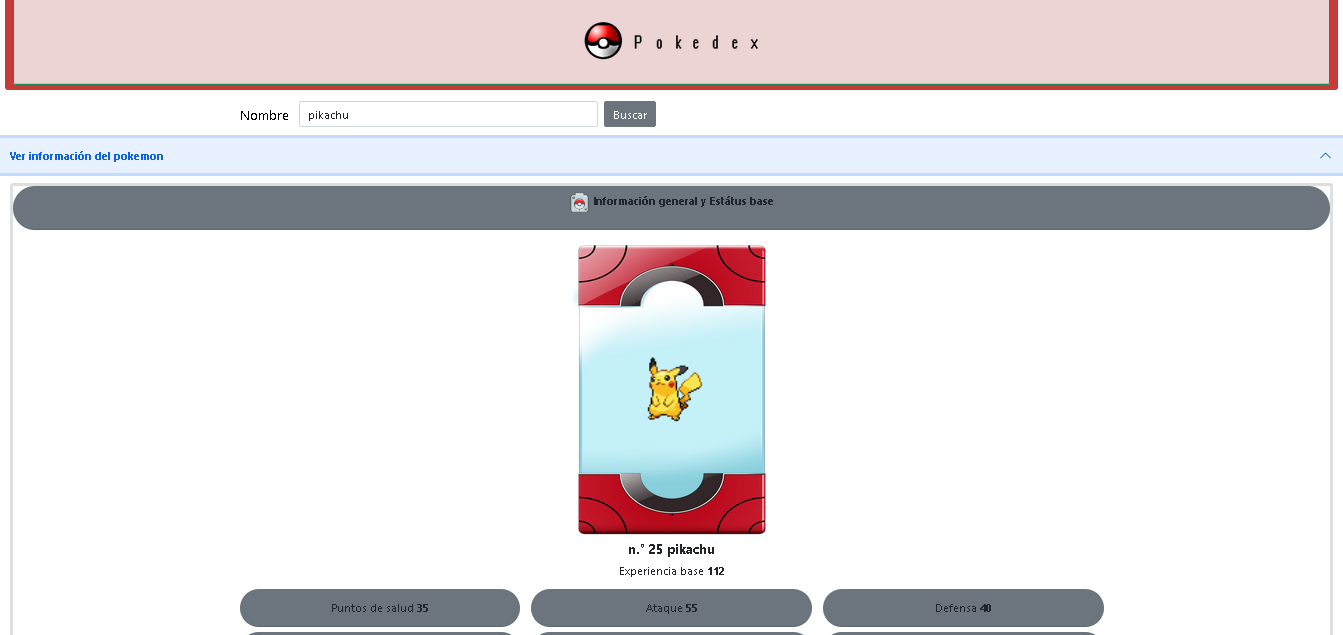 Pokedex
Nombre pikachu Buscar
Ver información del pokemon
Información general y Estátus base
n.° 25 pikachu
Experiencia base 112
Puntos de salud 35 Ataque 55 Defensa 40